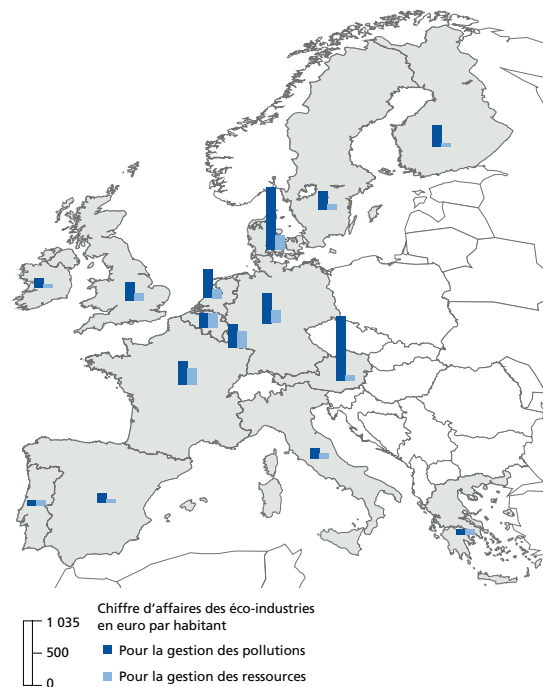 Chiffre d'affaires des éco-industries
en euro par habitant
1 035
500
0
Pour la gestion des pollutions
Pour la gestion des ressources